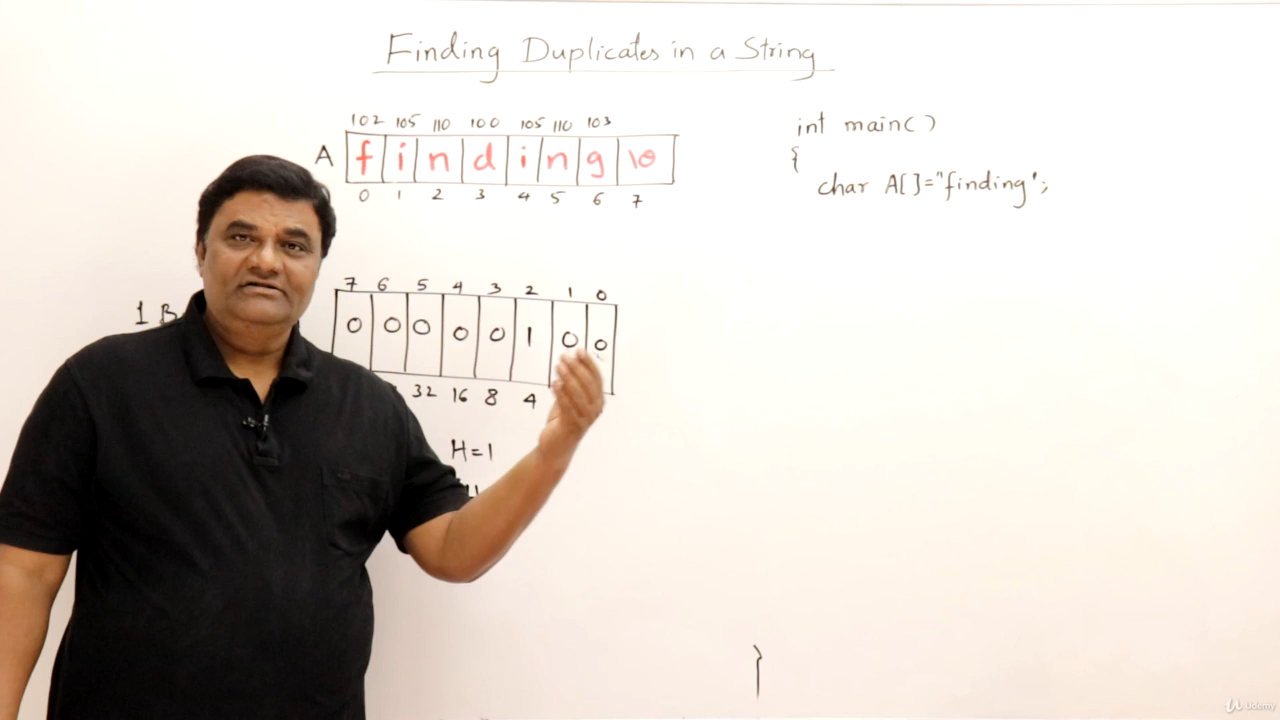 Finding Duplicates in a String
102 105 110 100 105 110 103
A f i n d i n g \0
0 1 2 3 4 5 6 7
int main()
{
char A[]="finding";
7 6 5 4 3 2 1 0
1 B
0 0 0 0 0 1 0 0
32 16 8 4
H=1
}
Udemy